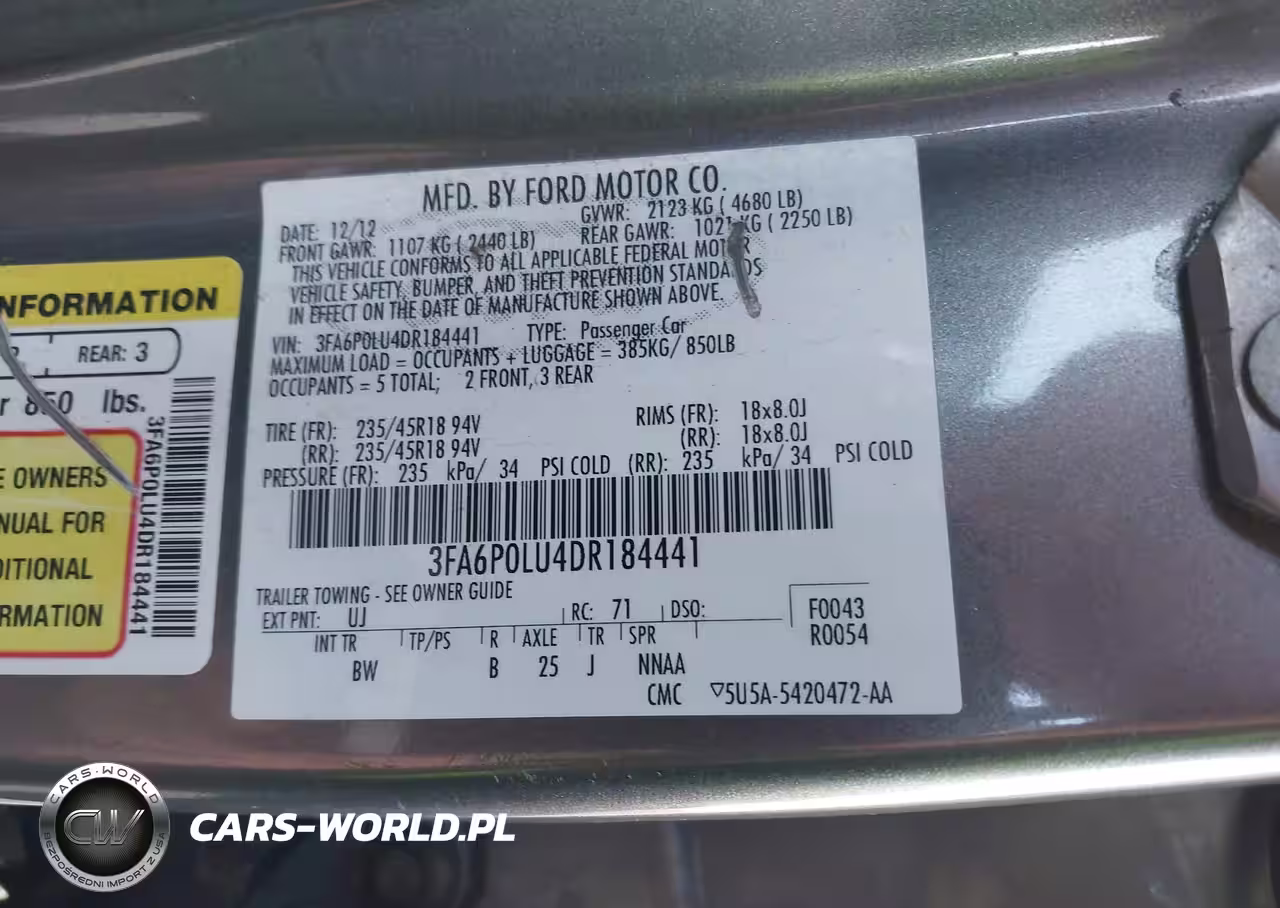 MFD. BY FORD MOTOR CO.
DATE: 12/12 GVWR: 2123 KG ( 4680 LB)
FRONT GAWR: 1107 KG ( 2440 LB) REAR GAWR: 1021 KG ( 2250 LB)
THIS VEHICLE CONFORMS TO ALL APPLICABLE FEDERAL MOTOR
VEHICLE SAFETY, BUMPER, AND THEFT PREVENTION STANDARDS
IN EFFECT ON THE DATE OF MANUFACTURE SHOWN ABOVE.
VIN: 3FA6P0LU4DR184441 TYPE: Passenger Car
MAXIMUM LOAD = OCCUPANTS + LUGGAGE = 385KG/ 850LB
OCCUPANTS = 5 TOTAL; 2 FRONT, 3 REAR
TIRE (FR): 235/45R18 94V RIMS (FR): 18x8.0J
(RR): 235/45R18 94V (RR): 18x8.0J
PRESSURE (FR): 235 kPa/ 34 PSI COLD (RR): 235 kPa/ 34 PSI COLD
3FA6P0LU4DR184441
TRAILER TOWING - SEE OWNER GUIDE
EXT PNT: UJ RC: 71 DSO: F0043
R0054
INT TR TP/PS R AXLE TR SPR
BW B 25 J NNAA
CMC ▽5U5A-5420472-AA
NFORMATION
REAR: 3
r 850 lbs.
E OWNERS
NUAL FOR
DITIONAL
RMATION
3FA6P0LU4DR184441
CARS-WORLD
CW
BEZPOŚREDNI IMPORT Z USA
CARS-WORLD.PL